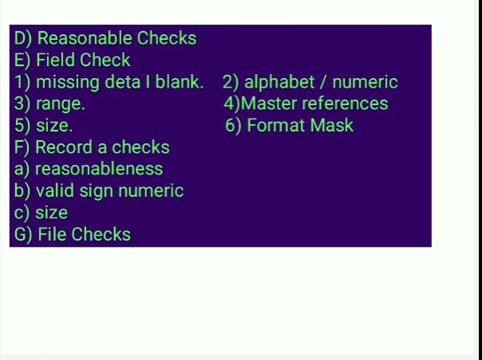 D) Reasonable Checks
E) Field Check
1) missing deta I blank. 2) alphabet / numeric
3) range. 4)Master references
5) size. 6) Format Mask
F) Record a checks
a) reasonableness
b) valid sign numeric
c) size
G) File Checks